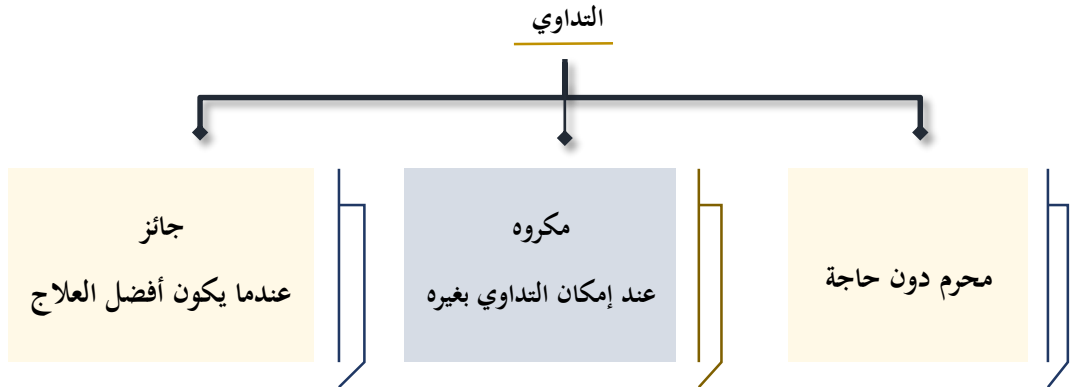 التداوي
محرم دون حاجة
مكروه
عند إمكان التداوي بغيره
جائز
عندما يكون أفضل العلاج